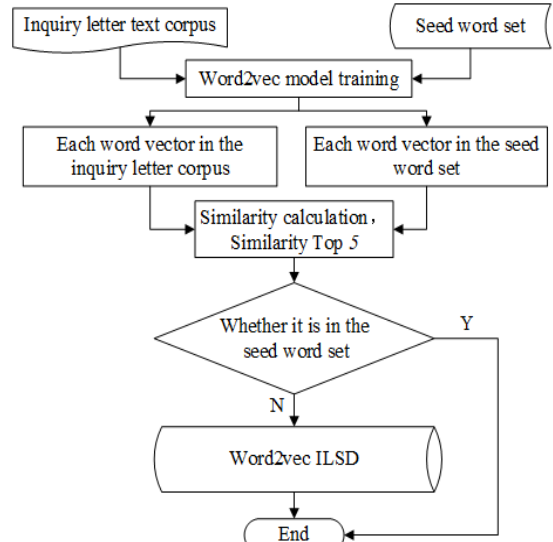 Inquiry letter text corpus
Seed word set
Word2vec model training
Each word vector in the
inquiry letter corpus
Each word vector in the seed
word set
Similarity calculation，
Similarity Top 5
Whether it is in the
seed word set
Y
N
Word2vec ILSD
End